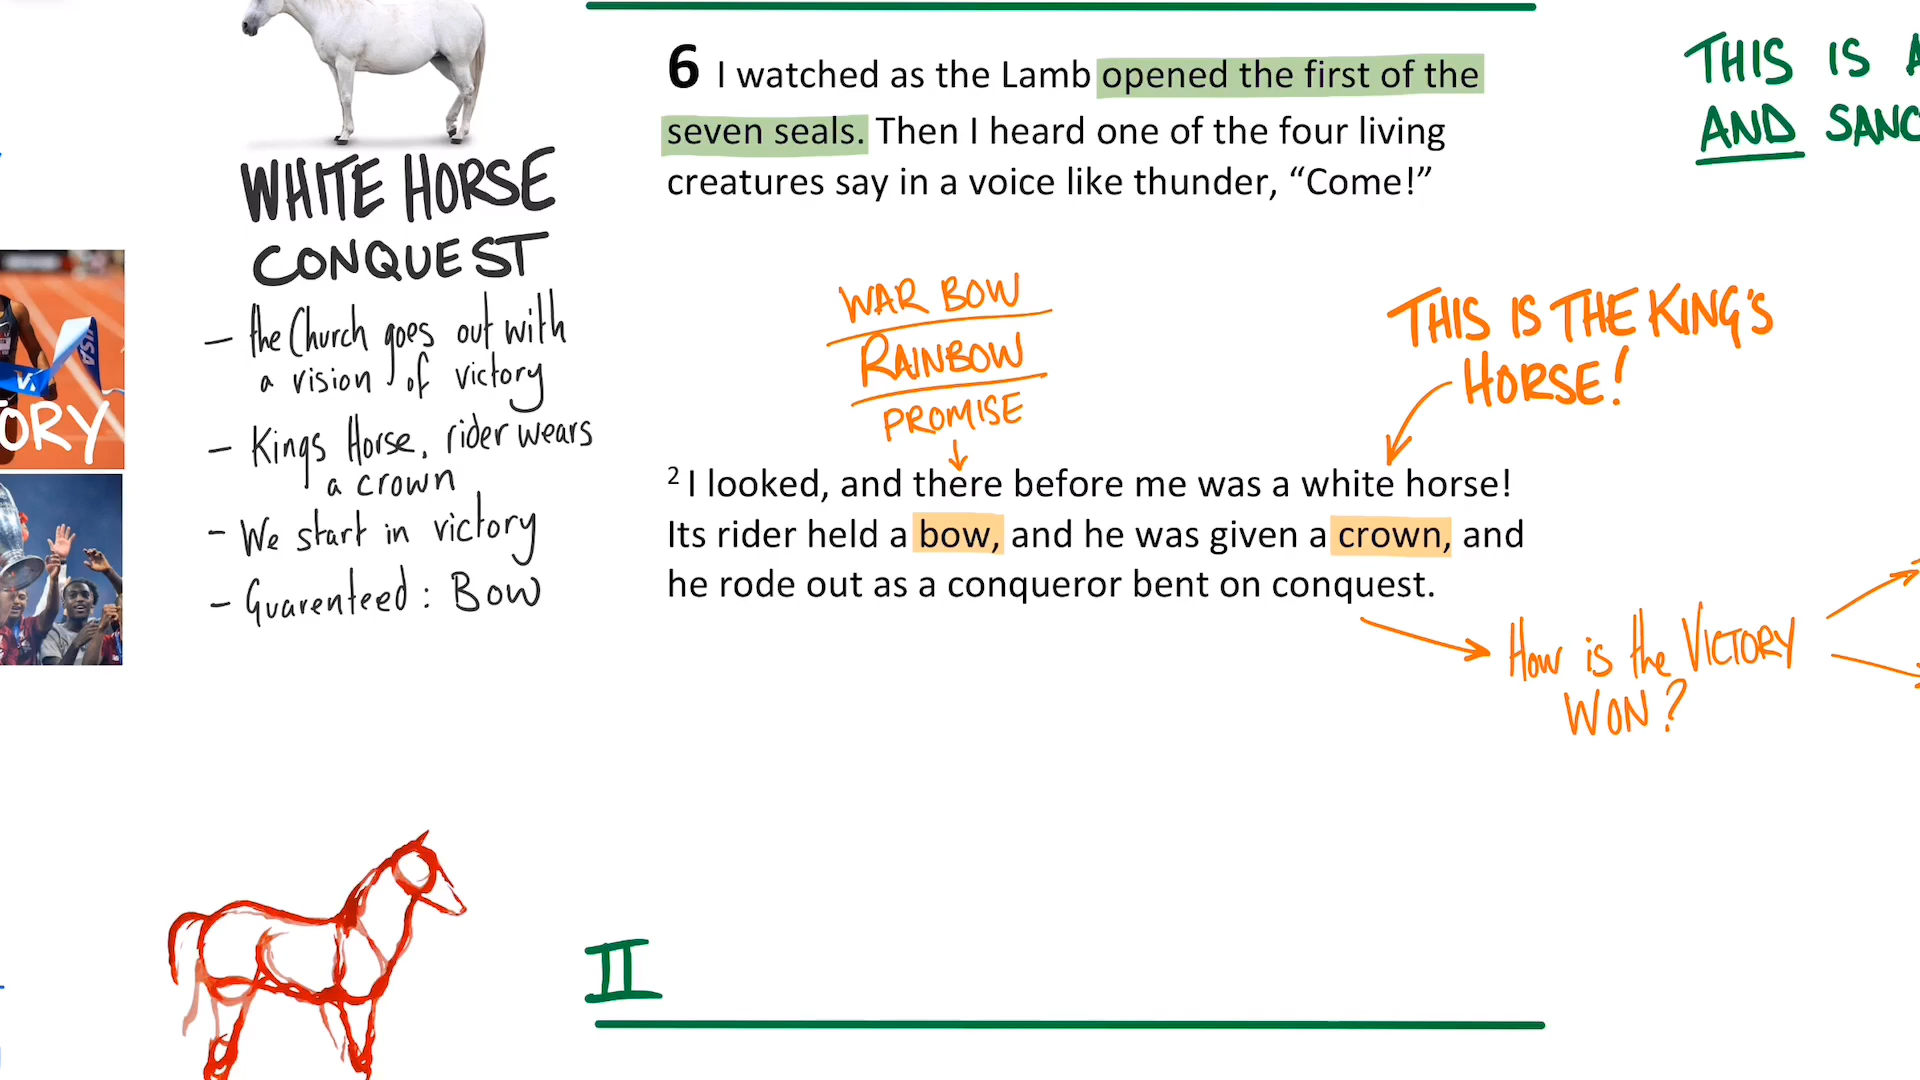 6 I watched as the Lamb opened the first of the
seven seals. Then I heard one of the four living
creatures say in a voice like thunder, “Come!”
THIS IS
AND
WHITE HORSE
CONQUEST
- the Church goes out with
a vision of victory
- Kings Horse, rider wears
a crown
- We start in victory
- Guarenteed: Bow
VISA
ORY
WAR BOW
RAINBOW
PROMISE
THIS IS THE KING'S
HORSE!
2 I looked, and there before me was a white horse!
Its rider held a bow, and he was given a crown, and
he rode out as a conqueror bent on conquest.
How is the VICTORY
WON?
II